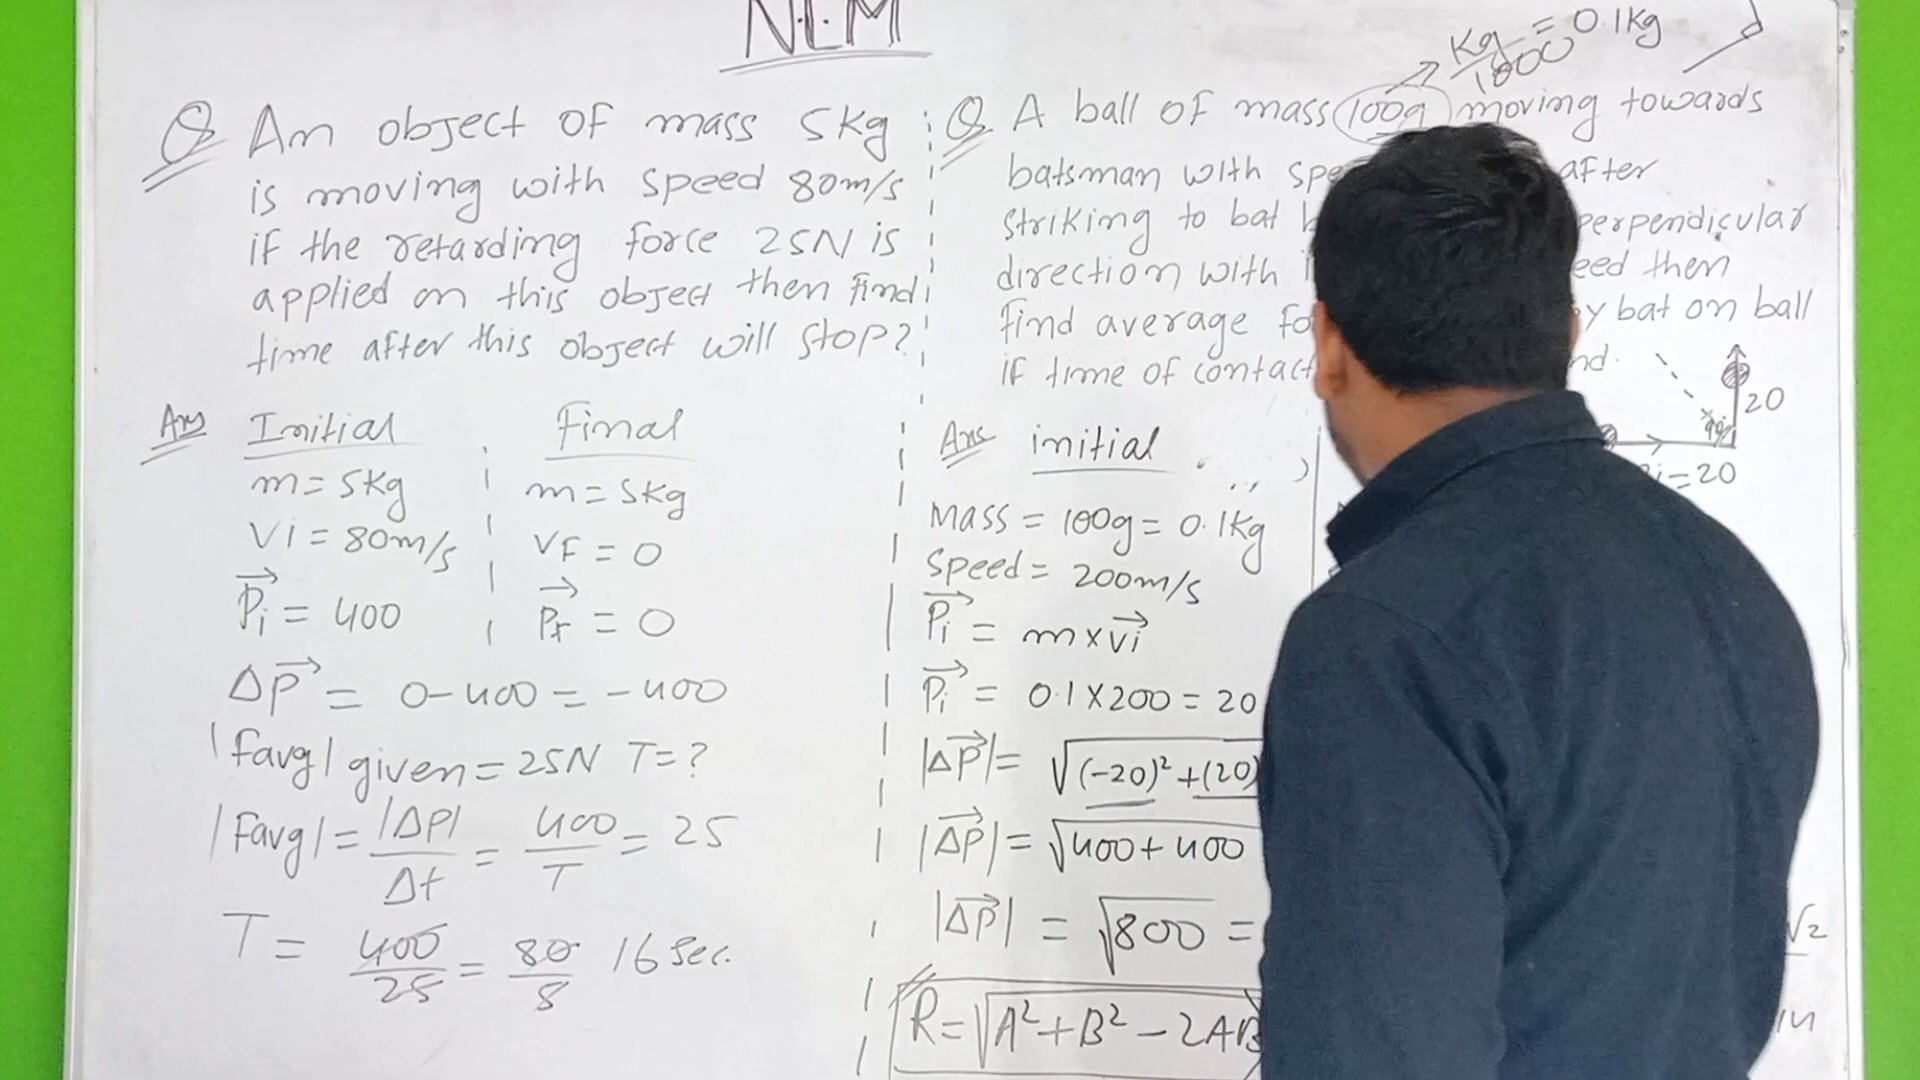 NLM
Q An object of mass 5kg
is moving with speed 80m/s
if the retarding force 25N is
applied on this object then find
time after this object will stop?
Ans Initial Final
m=5kg m=5kg
Vi=80m/s VF=0
Pi=400 PF=0
ΔP=0-400=-400
|Favg| given=25N T=?
|Favg|=|ΔP|/Δt=400/T=25
T=400/25=80/5 16 sec.
Kg/1000=0.1kg
Q A ball of mass 100g moving towards
batsman with after
striking to bat perpendicular
direction with then
find average by bat on ball
if time of contact
20
90
=20
Ans initial
Mass=100g=0.1kg
Speed=200m/s
Pi=m×vi
Pi=0.1×200=20
|ΔP|=√(-20)²+(20)
|ΔP|=√400+400
|ΔP|=√800=
√2
R=√A²+B²-2AB